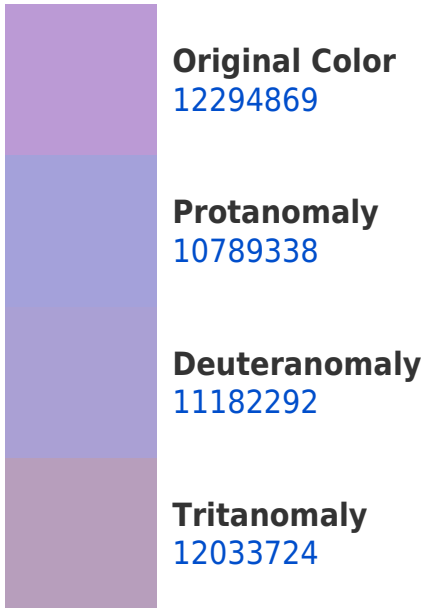 Original Color
12294869
Protanomaly
10789338
Deuteranomaly
11182292
Tritanomaly
12033724